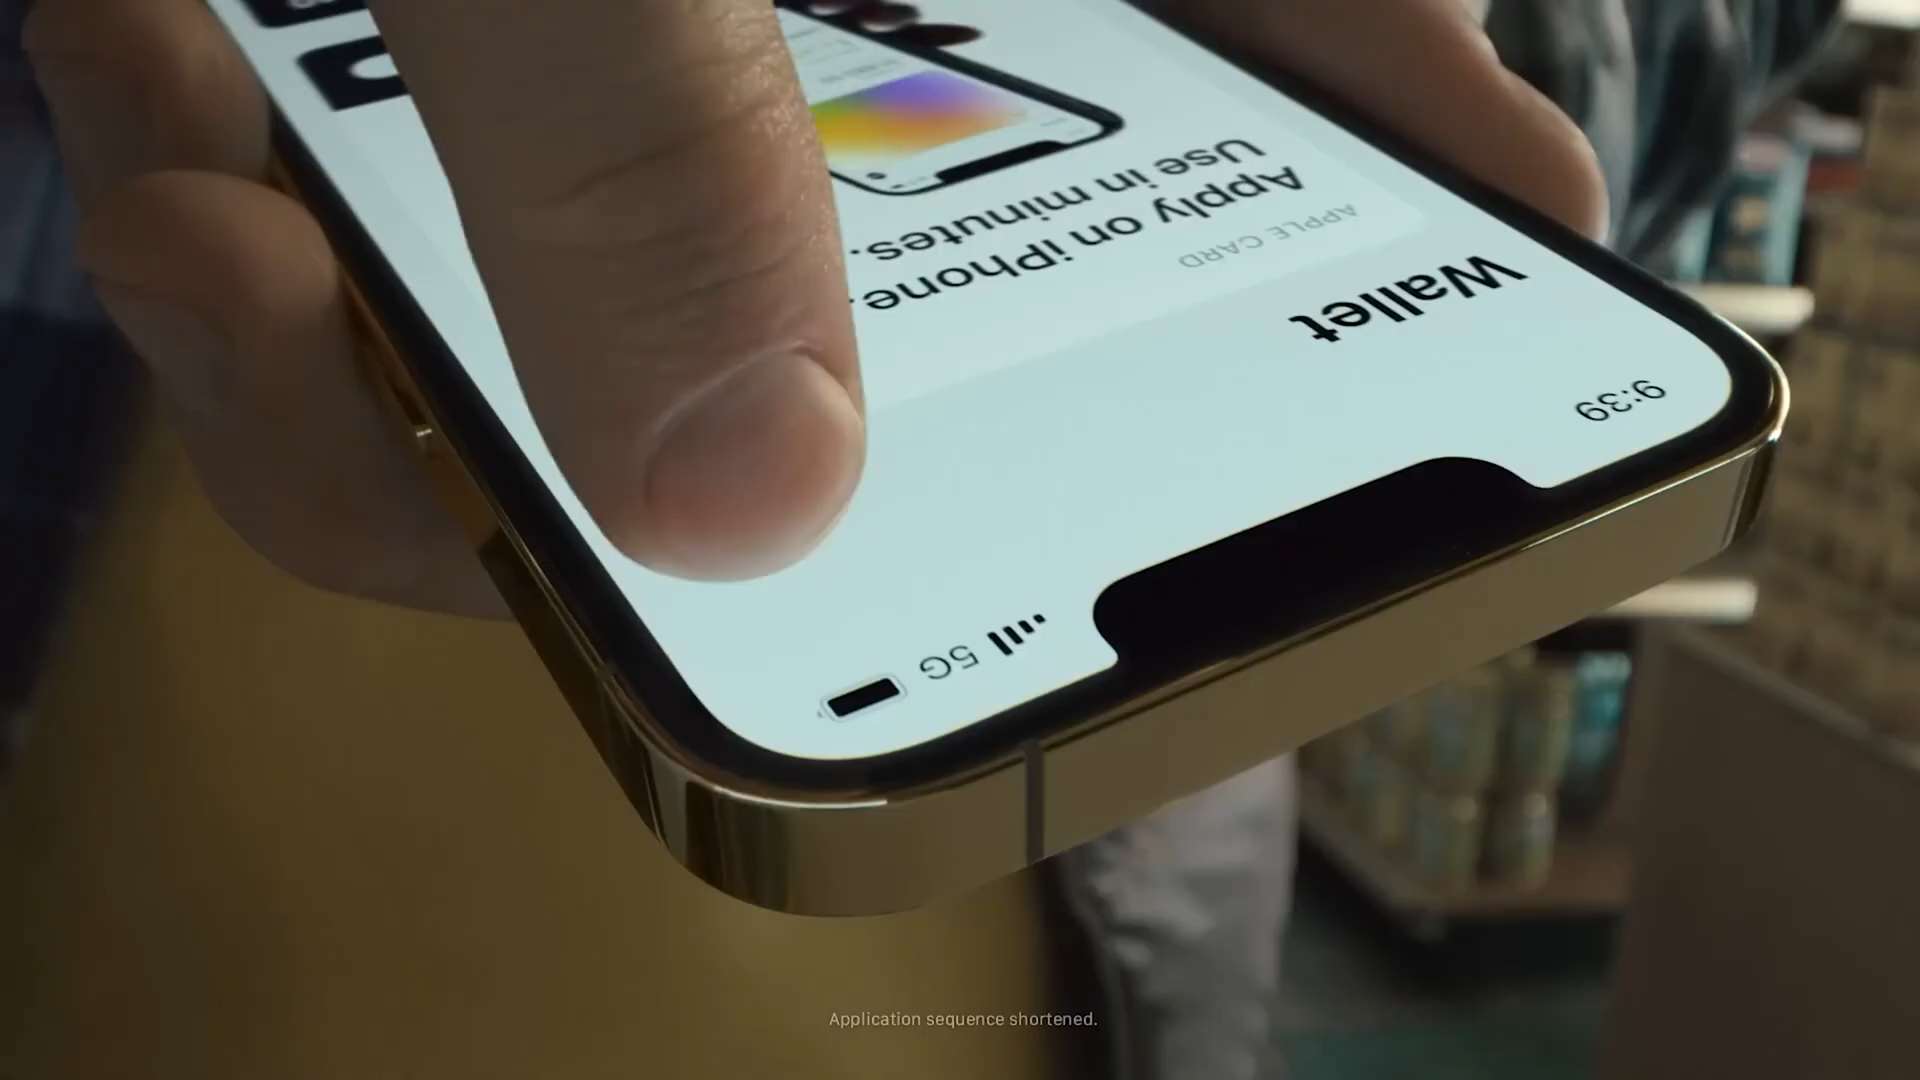 9:39
5G
Wallet
APPLE CARD
Apply on iPhone.
Use in minutes.
Application sequence shortened.